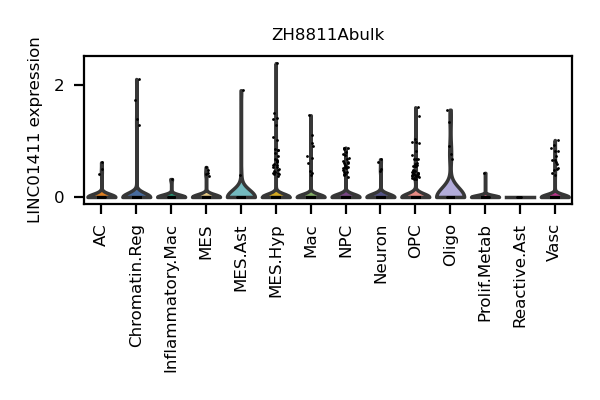 ZH8811Abulk
LINC01411 expression
2
0
AC
Chromatin.Reg
Inflammatory.Mac
MES
MES.Ast
MES.Hyp
Mac
NPC
Neuron
OPC
Oligo
Prolif.Metab
Reactive.Ast
Vasc